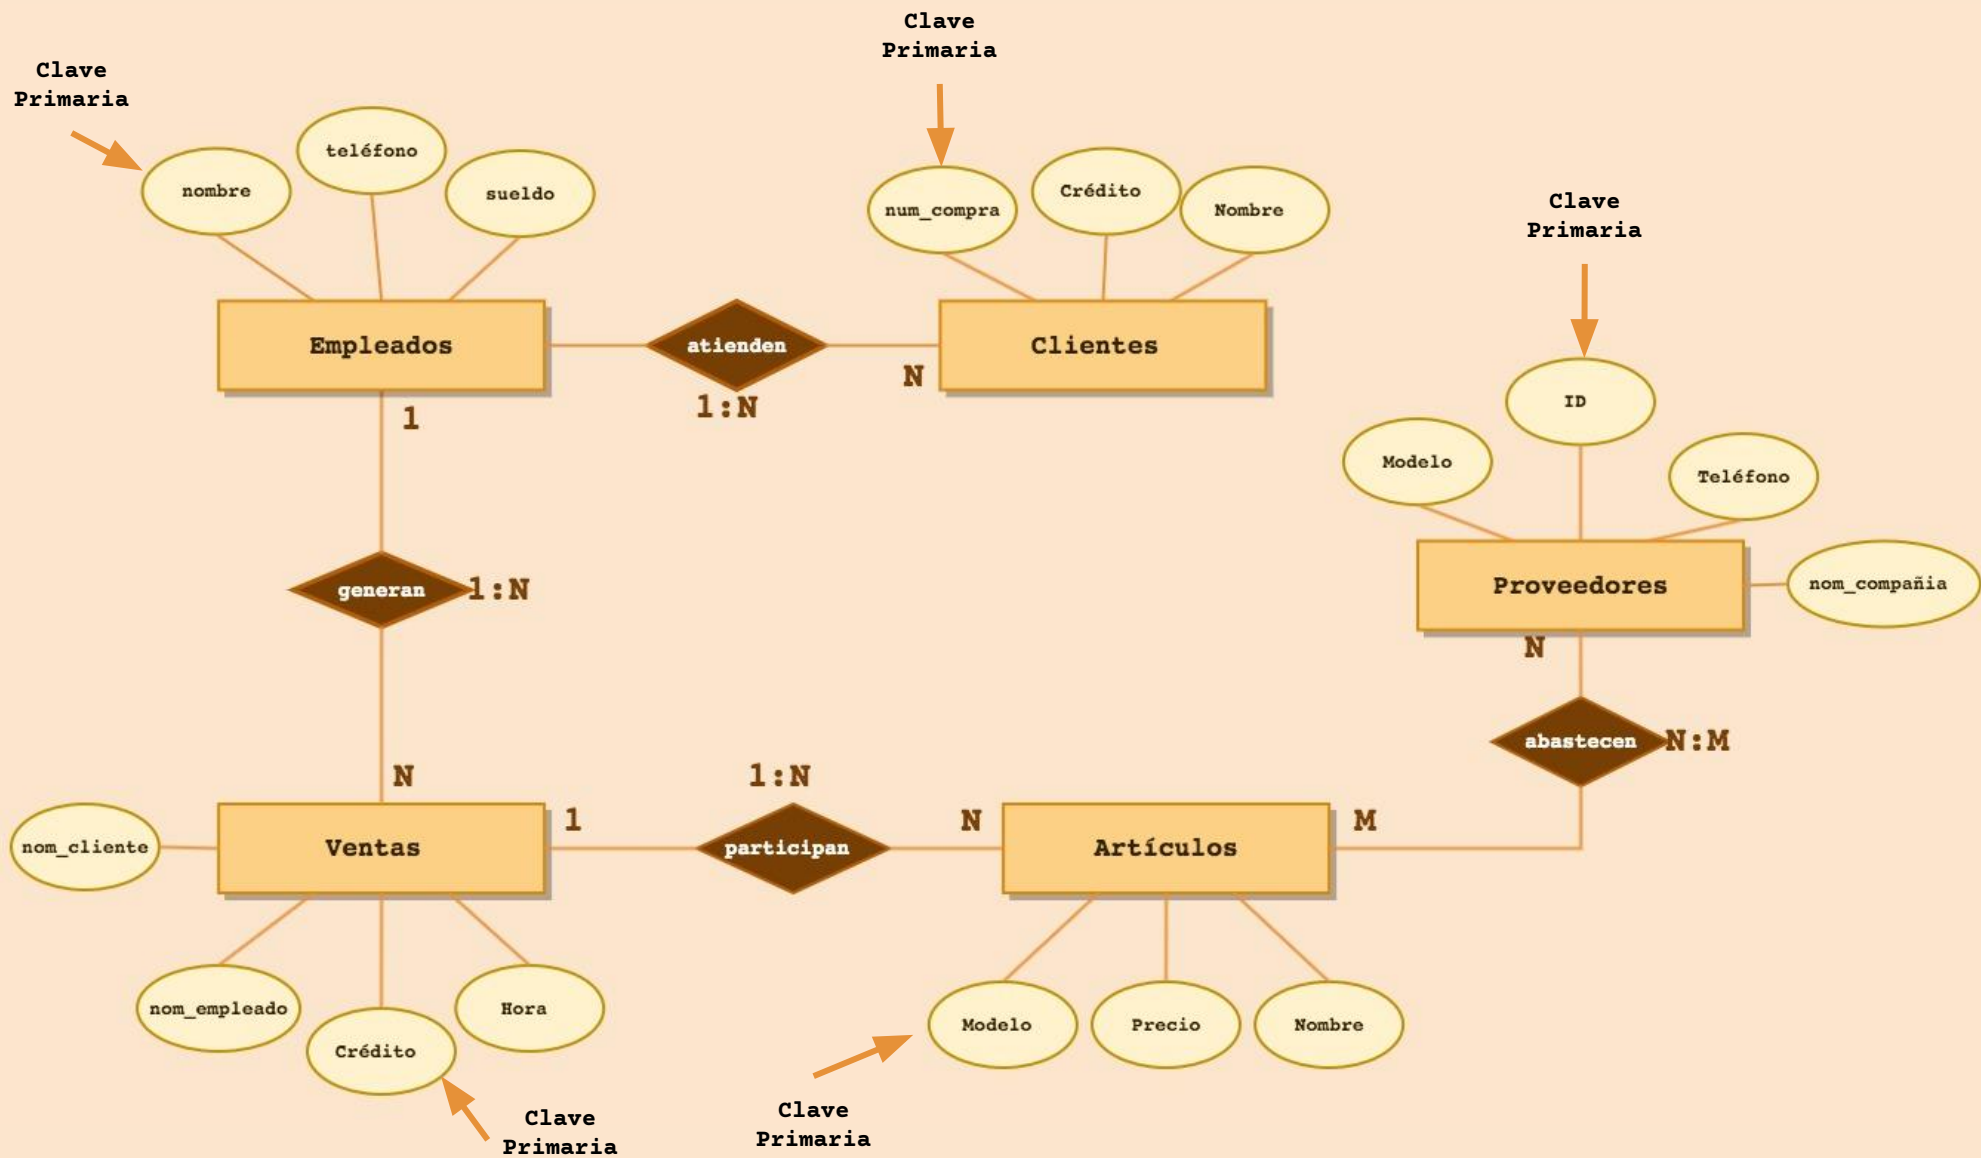 Clave
Primaria
Clave
Primaria
nombre
teléfono
sueldo
num_compra
Crédito
Nombre
Clave
Primaria
Empleados
atienden
Clientes
1
1:N
N
ID
Modelo
Teléfono
generan
1:N
Proveedores
nom_compañia
N
N
abastecen
N:M
1:N
nom_cliente
Ventas
1
participan
N
Artículos
M
nom_empleado
Crédito
Hora
Modelo
Precio
Nombre
Clave
Primaria
Clave
Primaria